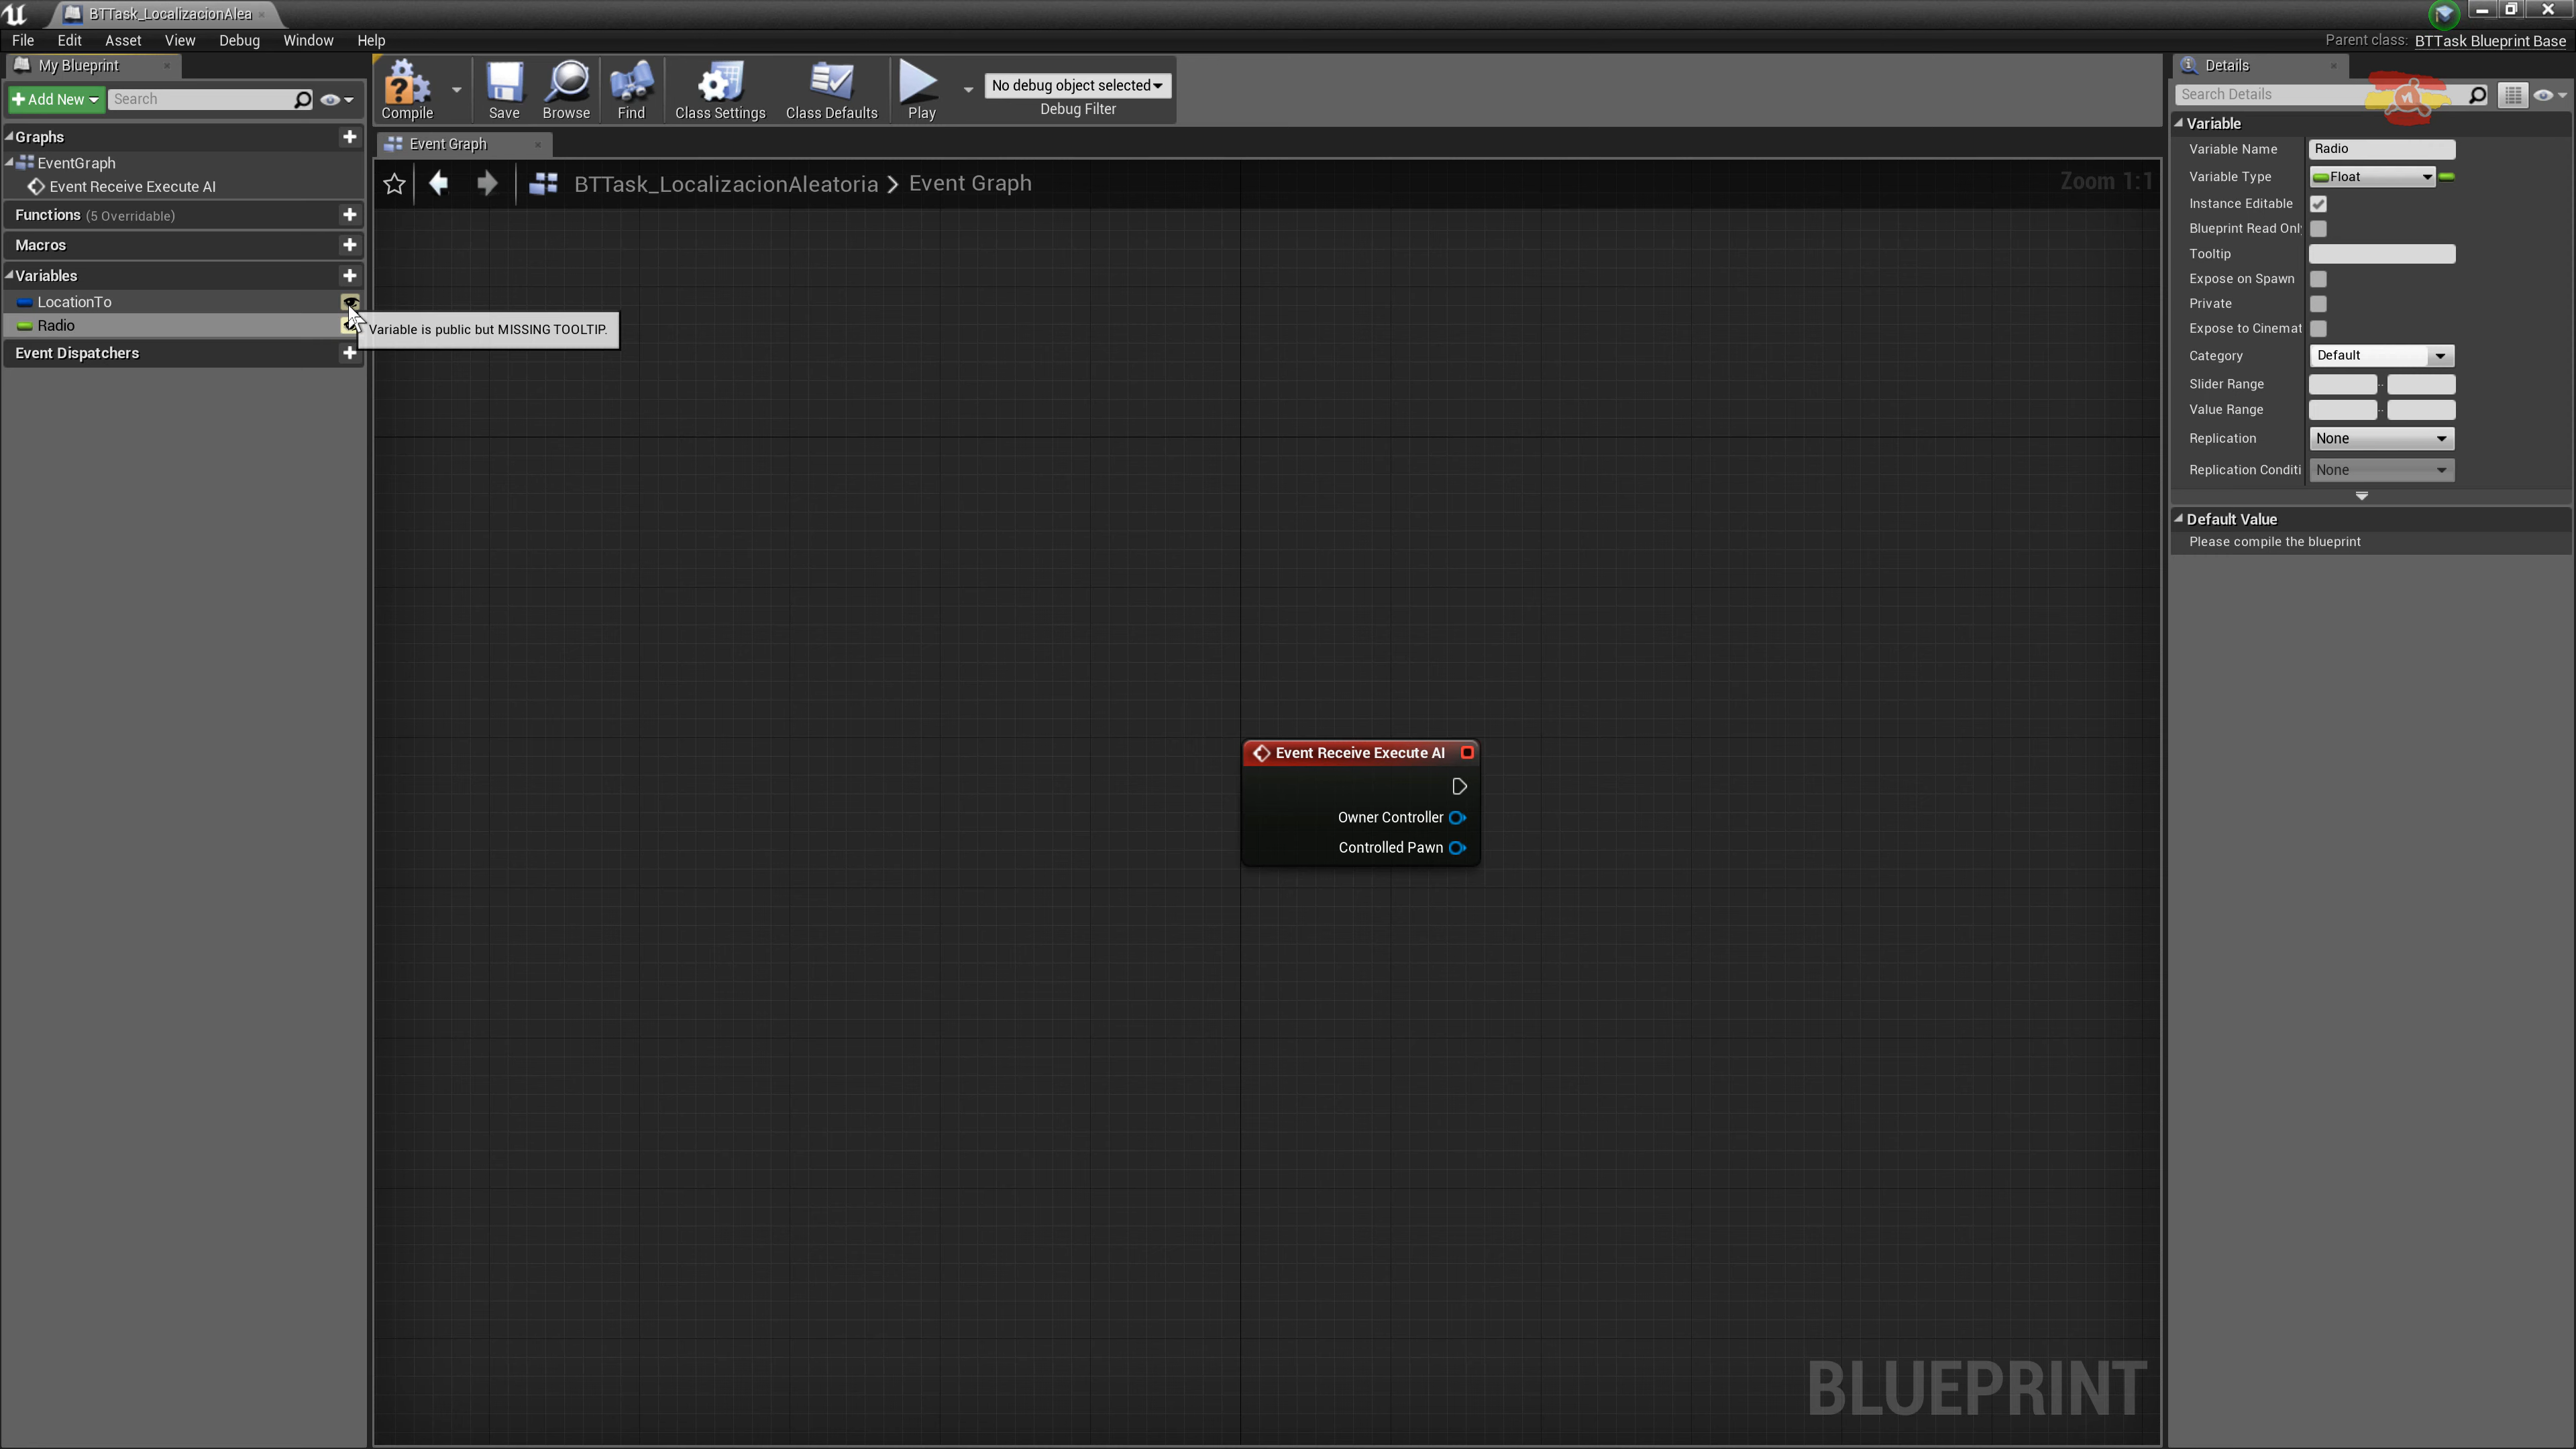 BTTask_LocalizacionAlea
File Edit Asset View Debug Window Help
Parent class: BTTask Blueprint Base
My Blueprint
Add New
Search
Graphs
EventGraph
Event Receive Execute AI
Functions (5 Overridable)
Macros
Variables
LocationTo
Radio
Event Dispatchers
Variable is public but MISSING TOOLTIP.
Compile
Save
Browse
Find
Class Settings
Class Defaults
Play
No debug object selected
Debug Filter
Event Graph
BTTask_LocalizacionAleatoria > Event Graph
Zoom 1:1
Event Receive Execute AI
Owner Controller
Controlled Pawn
BLUEPRINT
Details
Search Details
Variable
Variable Name Radio
Variable Type Float
Instance Editable
Blueprint Read Onl
Tooltip
Expose on Spawn
Private
Expose to Cinemat
Category Default
Slider Range
Value Range
Replication None
Replication Conditi None
Default Value
Please compile the blueprint